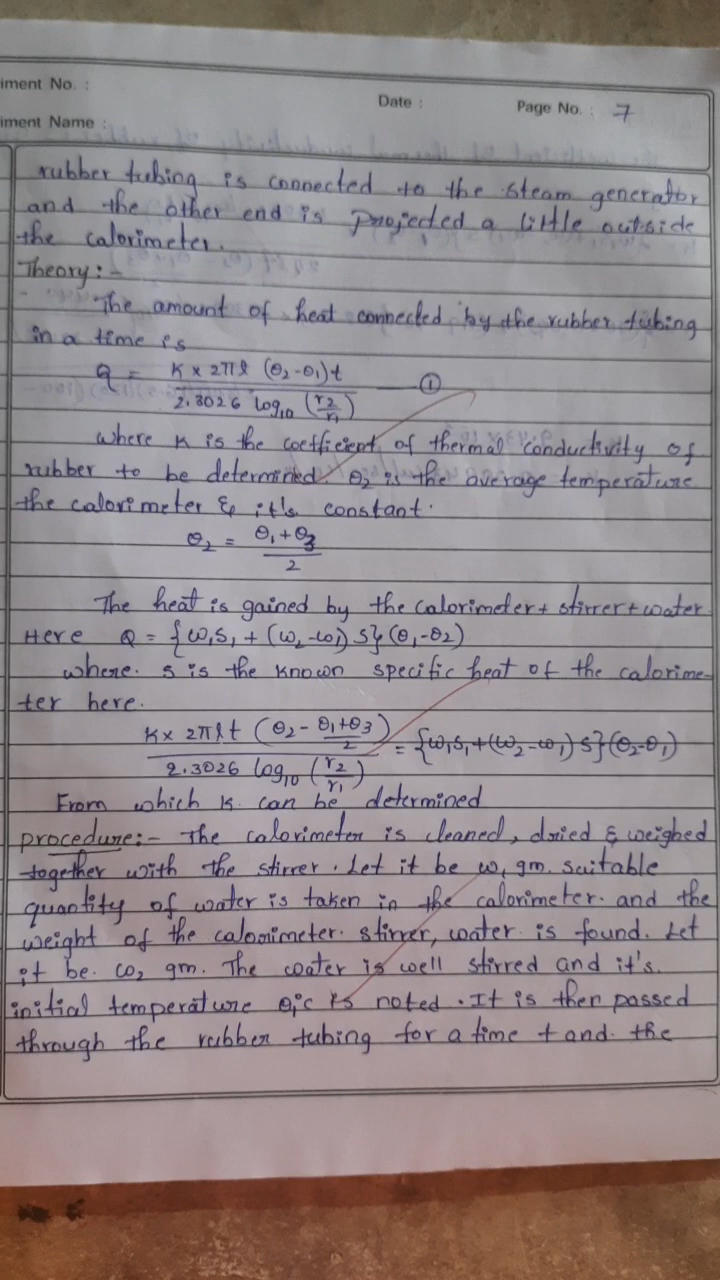 iment No. :
Date :
Page No. : 7
iment Name :
rubber tubing is connected to the steam generator
and the other end is projected a little outside
the calorimeter.
Theory:-
The amount of heat connected by the rubber tubing
in a time is
Q = K x 2πl (θ2-θ1)t / 2.3026 log10 (r2/r1) — ①
where K is the coefficient of thermal conductivity of
rubber to be determined θ2 is the average temperature
the calorimeter & it's constant.
θ2 = θ1+θ3 / 2
The heat is gained by the calorimeter + stirrer + water
Here Q = {w1s1 + (w2-w1) s} (θ1-θ2)
where s is the known specific heat of the calorime-
ter here.
K x 2πlt (θ2 - θ1+θ3/2) / 2.3026 log10 (r2/r1) = {w1s1+(w2-w1) s} (θ2-θ1)
From which K can be determined
procedure:- The calorimeter is cleaned, dried & weighed
together with the stirrer. Let it be w1 gm. suitable
quantity of water is taken in the calorimeter. and the
weight of the calorimeter. stirrer, water is found. Let
it be. w2 gm. The water is well stirred and it's.
initial temperature θ1°c is noted. It is then passed
through the rubber tubing for a time t and. the